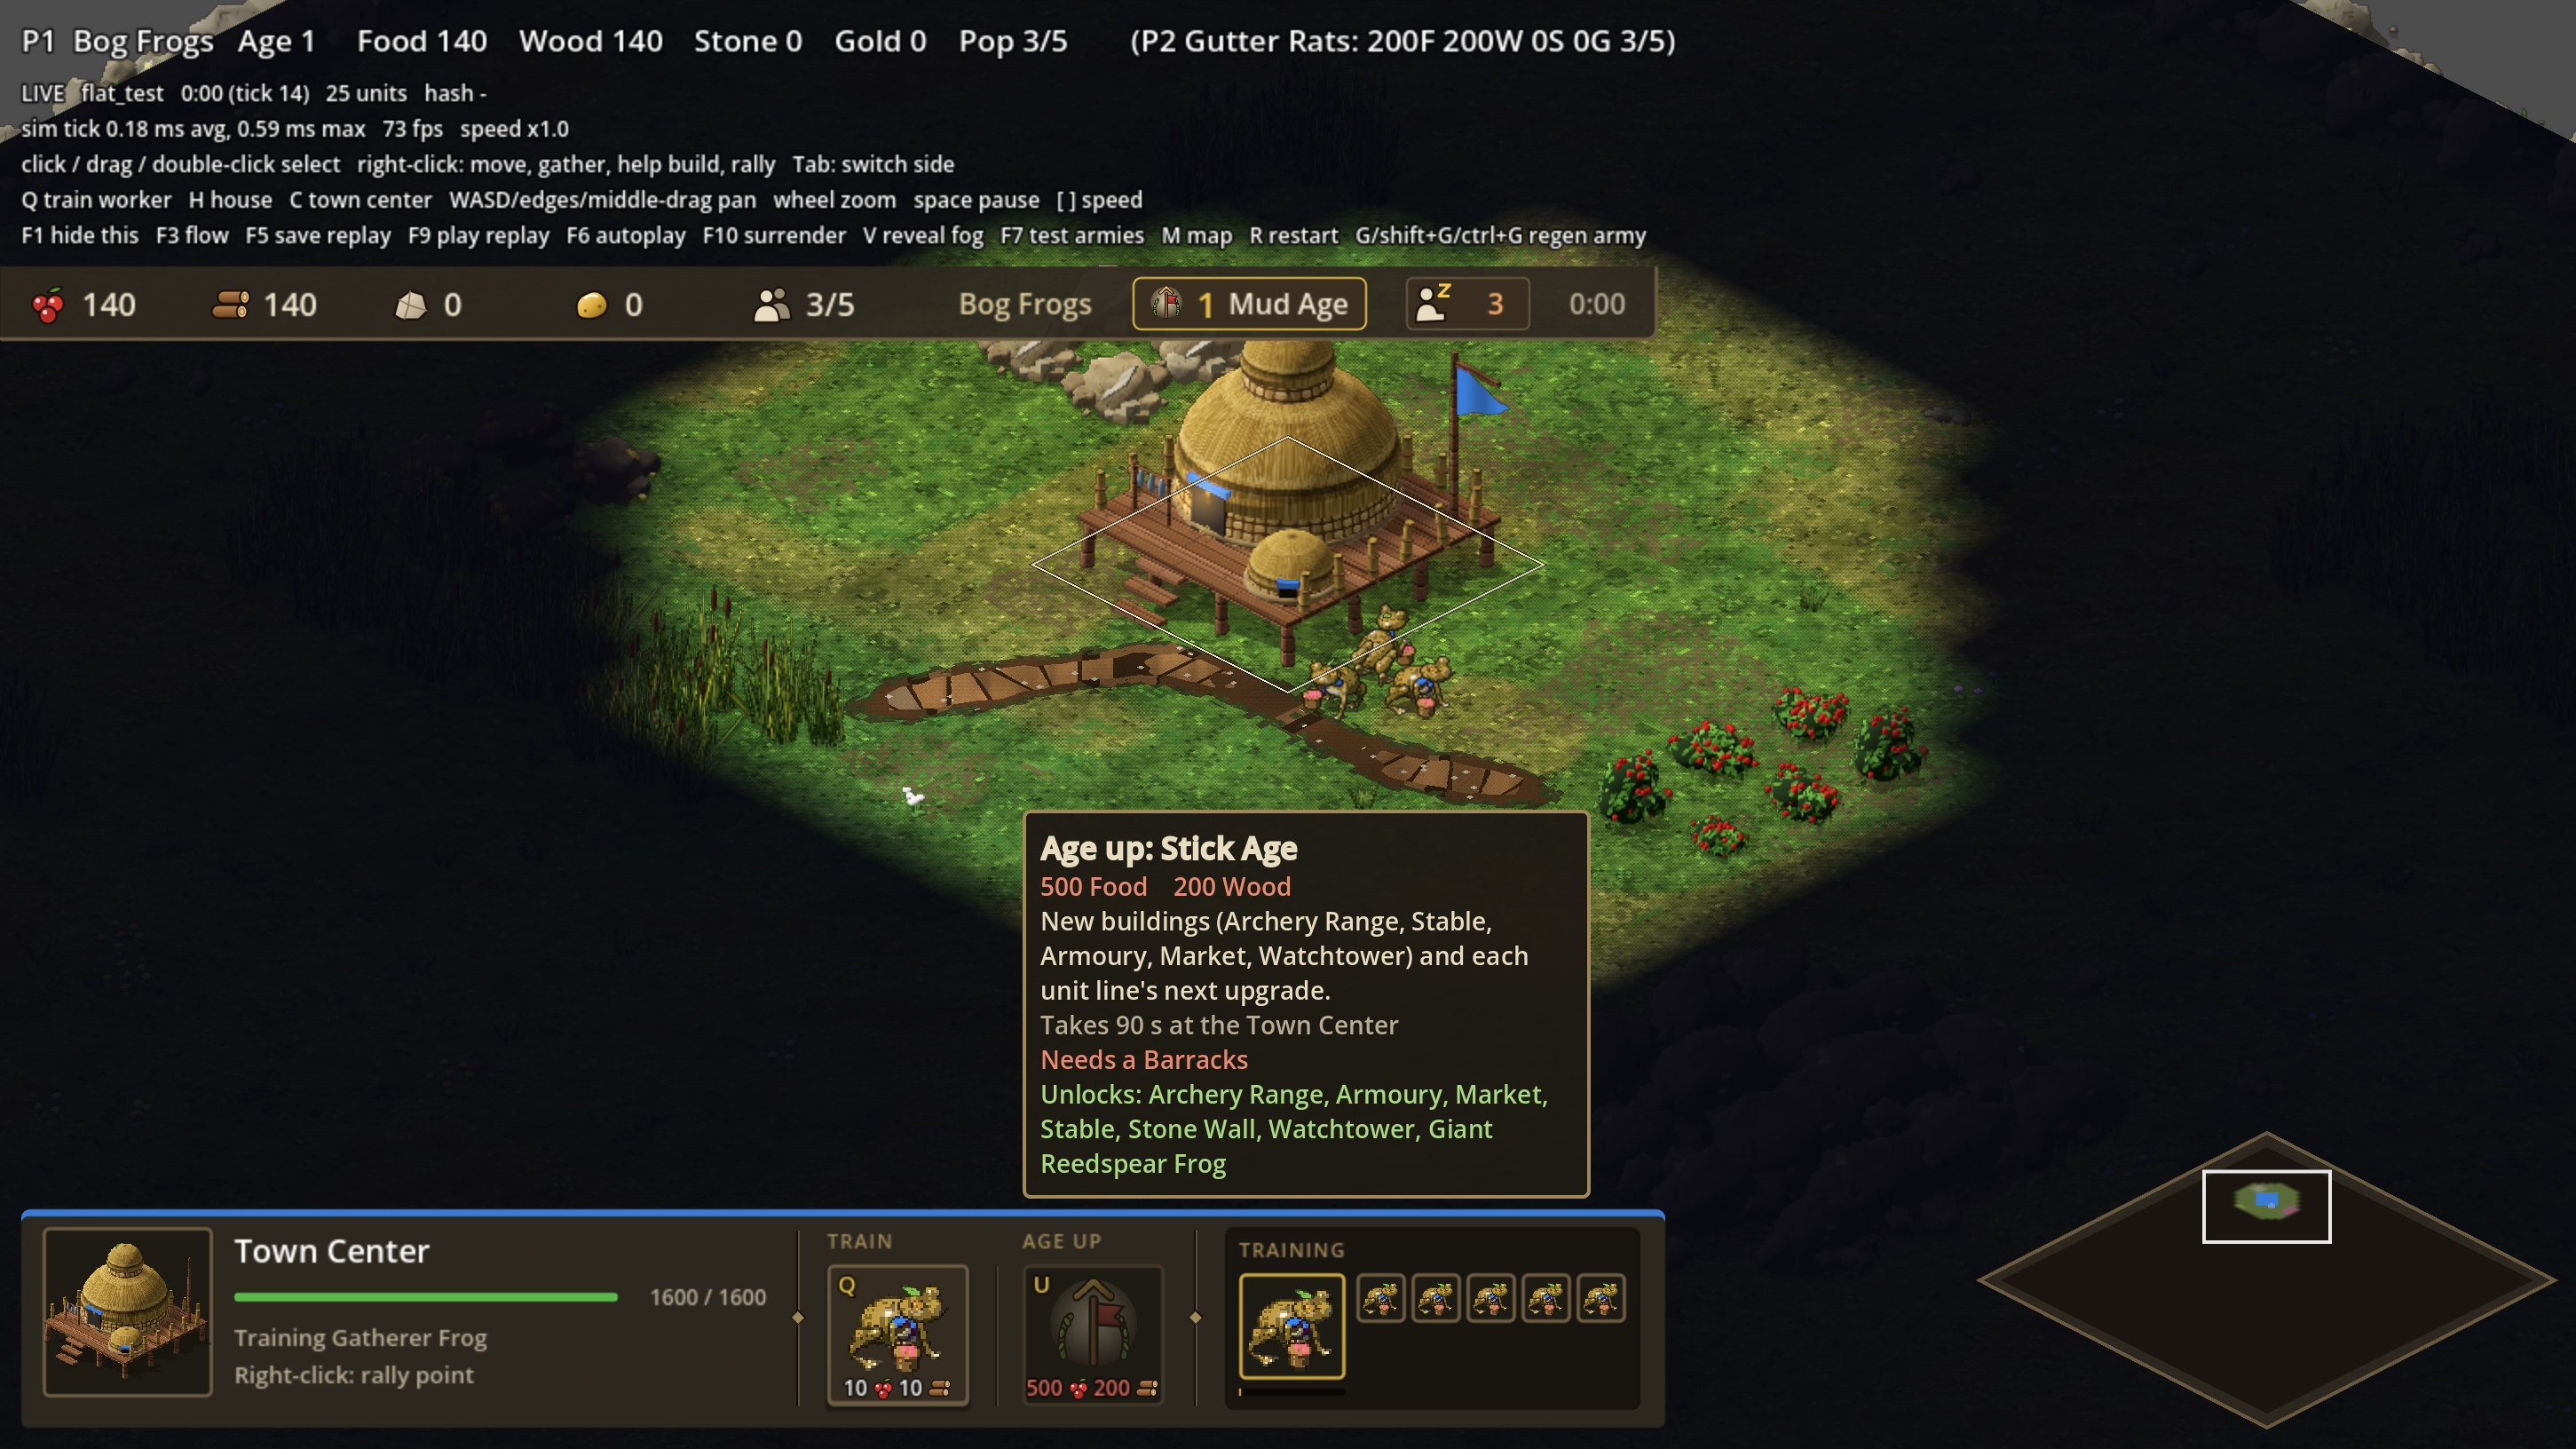 P1 Bog Frogs Age 1 Food 140 Wood 140 Stone 0 Gold 0 Pop 3/5 (P2 Gutter Rats: 200F 200W 0S 0G 3/5)
LIVE flat_test 0:00 (tick 14) 25 units hash -
sim tick 0.18 ms avg, 0.59 ms max 73 fps speed x1.0
click / drag / double-click select right-click: move, gather, help build, rally Tab: switch side
Q train worker H house C town center WASD/edges/middle-drag pan wheel zoom space pause [ ] speed
F1 hide this F3 flow F5 save replay F9 play replay F6 autoplay F10 surrender V reveal fog F7 test armies M map R restart G/shift+G/ctrl+G regen army
140 140 0 0 3/5 Bog Frogs 1 Mud Age z 3 0:00
Age up: Stick Age
500 Food 200 Wood
New buildings (Archery Range, Stable,
Armoury, Market, Watchtower) and each
unit line's next upgrade.
Takes 90 s at the Town Center
Needs a Barracks
Unlocks: Archery Range, Armoury, Market,
Stable, Stone Wall, Watchtower, Giant
Reedspear Frog
Town Center
1600 / 1600
Training Gatherer Frog
Right-click: rally point
TRAIN
Q
10 10
AGE UP
U
500 200
TRAINING